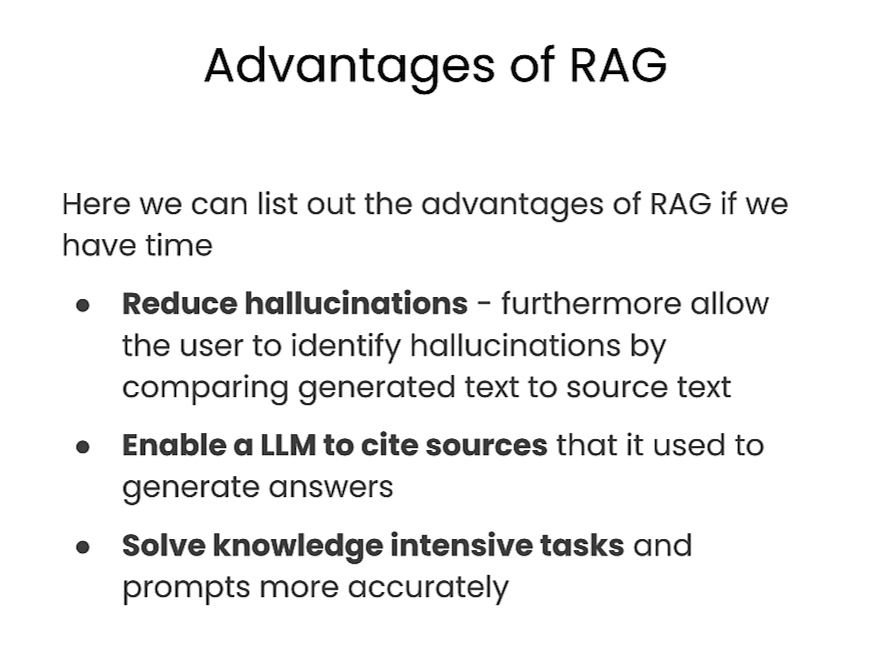 Advantages of RAG
Here we can list out the advantages of RAG if we
have time
● Reduce hallucinations - furthermore allow
the user to identify hallucinations by
comparing generated text to source text
● Enable a LLM to cite sources that it used to
generate answers
● Solve knowledge intensive tasks and
prompts more accurately